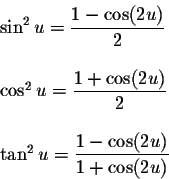 sin² u = (1 − cos(2u))/2
cos² u = (1 + cos(2u))/2
tan² u = (1 − cos(2u))/(1 + cos(2u))